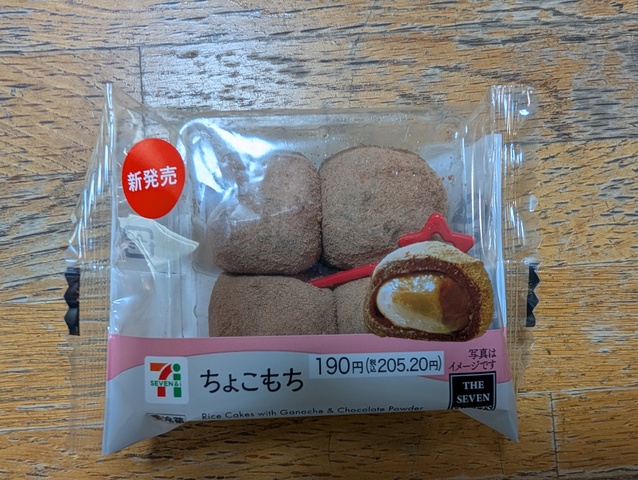 新発売
190円(税込205.20円)
写真は
イメージです
7
SEVEN & i
ちょこもち
THE
SEVEN
Rice Cakes with Ganache & Chocolate Powder